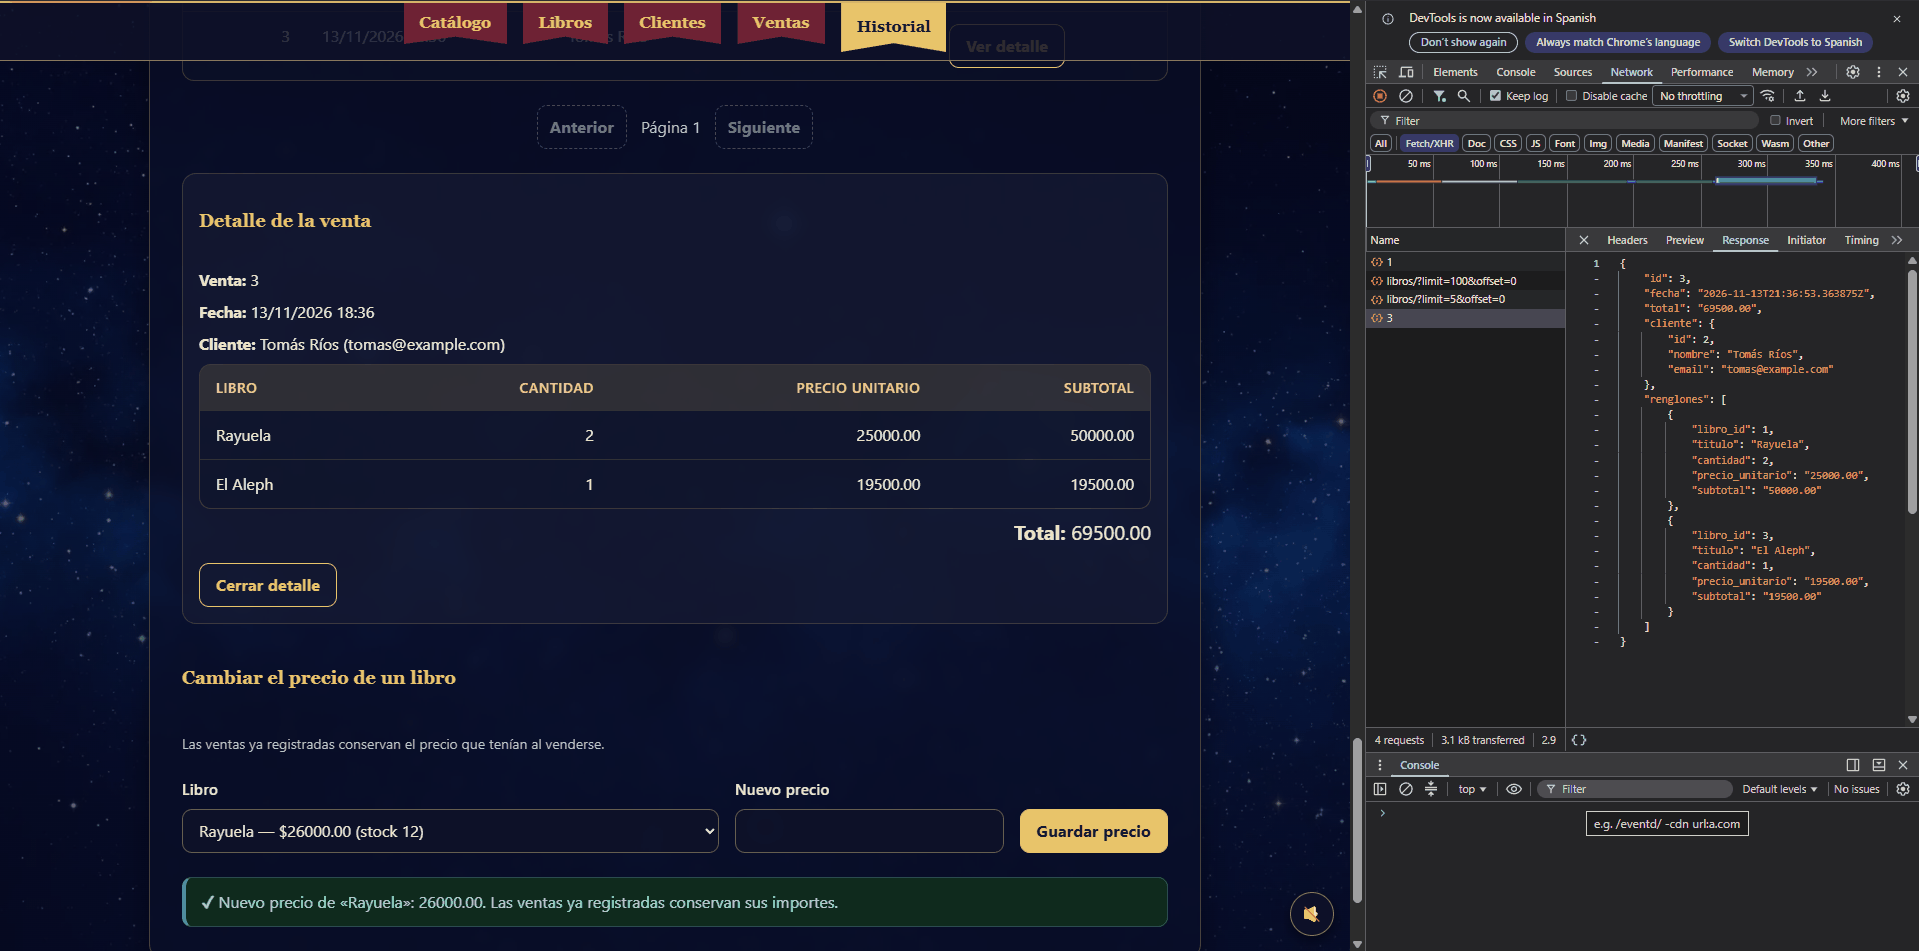 Catálogo
Libros
Clientes
Ventas
Historial
3 13/11/2026
Ver detalle
Anterior
Página 1
Siguiente
Detalle de la venta
Venta: 3
Fecha: 13/11/2026 18:36
Cliente: Tomás Ríos (tomas@example.com)
LIBRO CANTIDAD PRECIO UNITARIO SUBTOTAL
Rayuela 2 25000.00 50000.00
El Aleph 1 19500.00 19500.00
Total: 69500.00
Cerrar detalle
Cambiar el precio de un libro
Las ventas ya registradas conservan el precio que tenían al venderse.
Libro
Nuevo precio
Rayuela — $26000.00 (stock 12)
Guardar precio
✓ Nuevo precio de «Rayuela»: 26000.00. Las ventas ya registradas conservan sus importes.
DevTools is now available in Spanish
Don't show again
Always match Chrome's language
Switch DevTools to Spanish
Elements Console Sources Network Performance Memory
Keep log Disable cache No throttling
Filter Invert More filters
All Fetch/XHR Doc CSS JS Font Img Media Manifest Socket Wasm Other
50 ms 100 ms 150 ms 200 ms 250 ms 300 ms 350 ms 400 ms
Name
1
libros/?limit=100&offset=0
libros/?limit=5&offset=0
3
Headers Preview Response Initiator Timing
1 {
- "id": 3,
- "fecha": "2026-11-13T21:36:53.363875Z",
- "total": "69500.00",
- "cliente": {
- "id": 2,
- "nombre": "Tomás Ríos",
- "email": "tomas@example.com"
- },
- "renglones": [
- {
- "libro_id": 1,
- "titulo": "Rayuela",
- "cantidad": 2,
- "precio_unitario": "25000.00",
- "subtotal": "50000.00"
- },
- {
- "libro_id": 3,
- "titulo": "El Aleph",
- "cantidad": 1,
- "precio_unitario": "19500.00",
- "subtotal": "19500.00"
- }
- ]
- }
4 requests 3.1 kB transferred 2.9 {}
Console
top Filter Default levels No issues
e.g. /eventd/ -cdn url:a.com